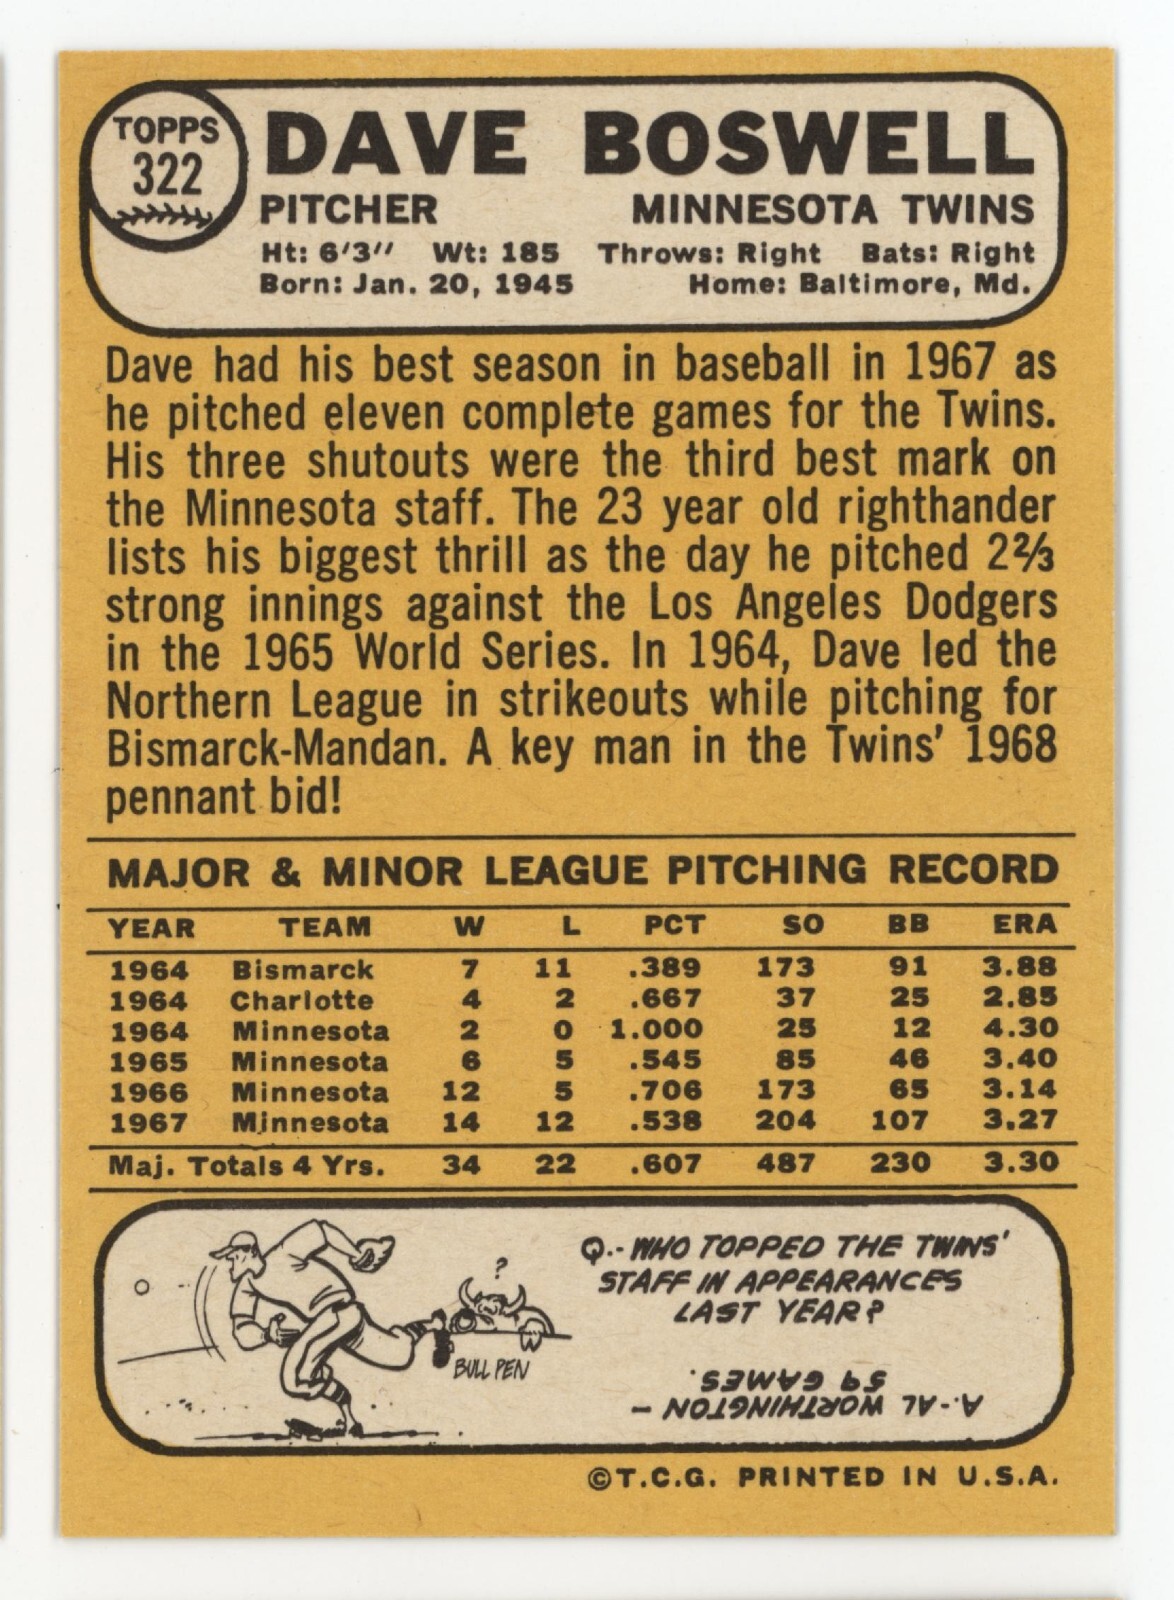 TOPPS
322
DAVE BOSWELL
PITCHER MINNESOTA TWINS
Ht: 6'3" Wt: 185 Throws: Right Bats: Right
Born: Jan. 20, 1945 Home: Baltimore, Md.
Dave had his best season in baseball in 1967 as
he pitched eleven complete games for the Twins.
His three shutouts were the third best mark on
the Minnesota staff. The 23 year old righthander
lists his biggest thrill as the day he pitched 2⅔
strong innings against the Los Angeles Dodgers
in the 1965 World Series. In 1964, Dave led the
Northern League in strikeouts while pitching for
Bismarck-Mandan. A key man in the Twins' 1968
pennant bid!
MAJOR & MINOR LEAGUE PITCHING RECORD
YEAR TEAM W L PCT SO BB ERA
1964 Bismarck 7 11 .389 173 91 3.88
1964 Charlotte 4 2 .667 37 25 2.85
1964 Minnesota 2 0 1.000 25 12 4.30
1965 Minnesota 6 5 .545 85 46 3.40
1966 Minnesota 12 5 .706 173 65 3.14
1967 Minnesota 14 12 .538 204 107 3.27
Maj. Totals 4 Yrs. 34 22 .607 487 230 3.30
?
BULL PEN
Q.- WHO TOPPED THE TWINS'
STAFF IN APPEARANCES
LAST YEAR?
A.- AL WORTHINGTON –
59 GAMES.
©T.C.G. PRINTED IN U.S.A.